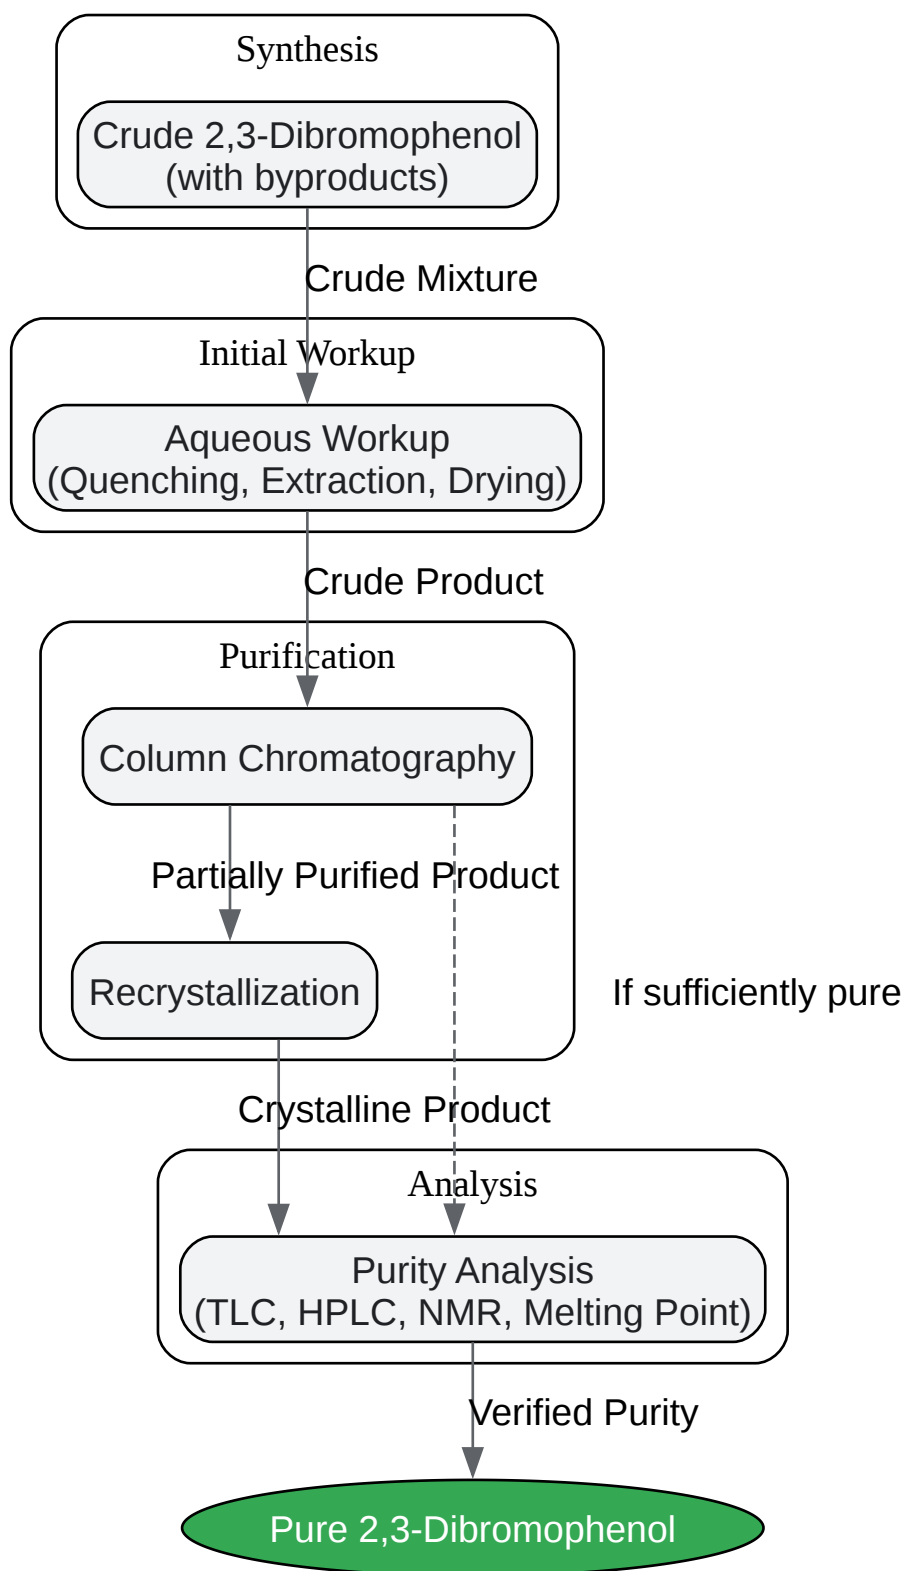 Synthesis
Crude 2,3-Dibromophenol
(with byproducts)
Crude Mixture
Initial Workup
Aqueous Workup
(Quenching, Extraction, Drying)
Crude Product
Purification
Column Chromatography
Partially Purified Product
Recrystallization
If sufficiently pure
Crystalline Product
Analysis
Purity Analysis
(TLC, HPLC, NMR, Melting Point)
Verified Purity
Pure 2,3-Dibromophenol